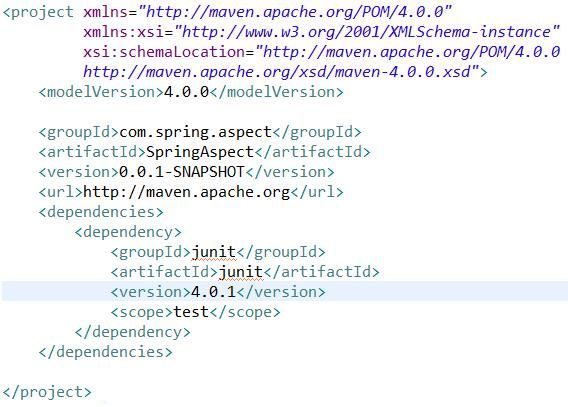 <project xmlns="http://maven.apache.org/POM/4.0.0"
xmlns:xsi="http://www.w3.org/2001/XMLSchema-instance"
xsi:schemaLocation="http://maven.apache.org/POM/4.0.0
http://maven.apache.org/xsd/maven-4.0.0.xsd">
<modelVersion>4.0.0</modelVersion>
<groupId>com.spring.aspect</groupId>
<artifactId>SpringAspect</artifactId>
<version>0.0.1-SNAPSHOT</version>
<url>http://maven.apache.org</url>
<dependencies>
<dependency>
<groupId>junit</groupId>
<artifactId>junit</artifactId>
<version>4.0.1</version>
<scope>test</scope>
</dependency>
</dependencies>
</project>